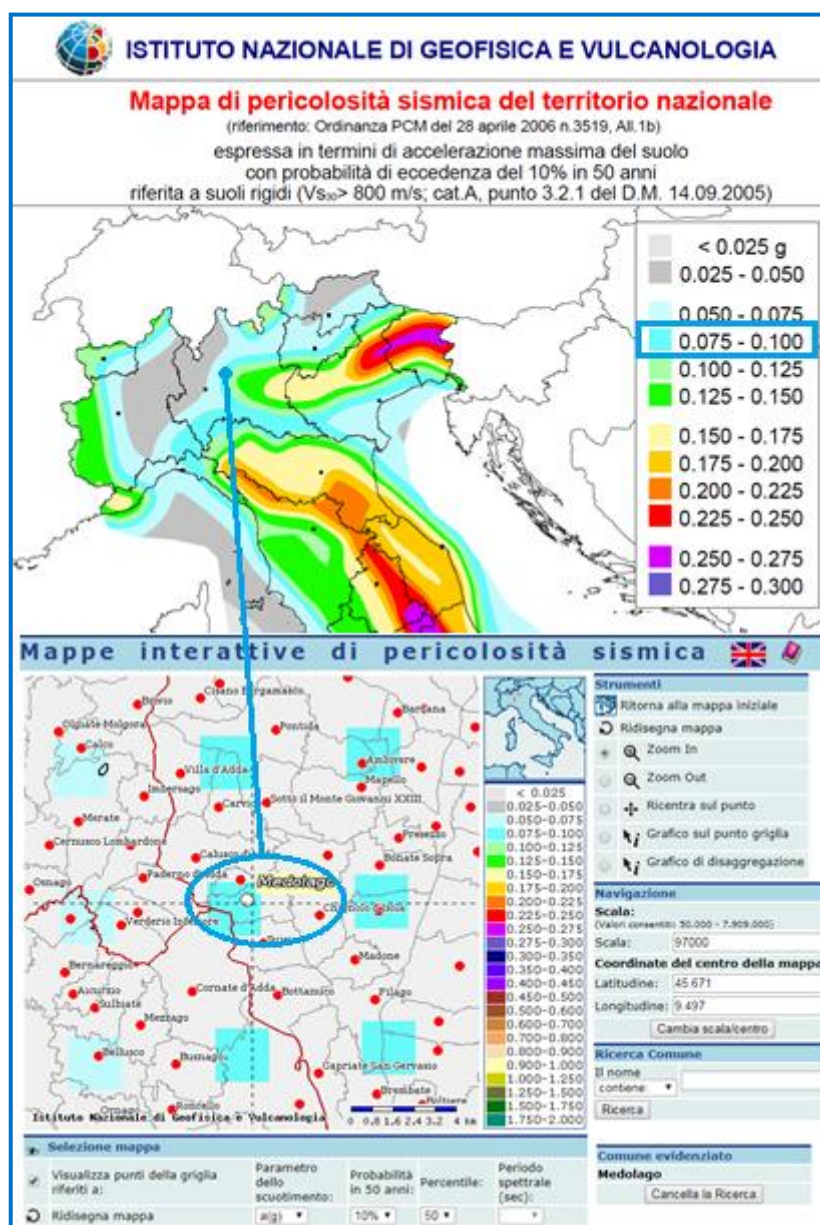 ISTITUTO NAZIONALE DI GEOFISICA E VULCANOLOGIA
Mappa di pericolosità sismica del territorio nazionale
(riferimento: Ordinanza PCM del 28 aprile 2006 n.3519, All.1b)
espressa in termini di accelerazione massima del suolo
con probabilità di eccedenza del 10% in 50 anni
riferita a suoli rigidi (Vs30> 800 m/s; cat.A, punto 3.2.1 del D.M. 14.09.2005)
< 0.025 g
0.025 - 0.050
0.050 - 0.075
0.075 - 0.100
0.100 - 0.125
0.125 - 0.150
0.150 - 0.175
0.175 - 0.200
0.200 - 0.225
0.225 - 0.250
0.250 - 0.275
0.275 - 0.300
Mappe interattive di pericolosità sismica
Brivio
Cisano Bergamasco
Barzana
Olgiate Molgora
Pontida
Calco
Villa d'Adda
Ambivere
Mapello
Imbersago
Carvico
Sotto il Monte Giovanni XXIII
Merate
Presezzo
Cernusco Lombardone
Calusco d'Adda
Bonate Sopra
Paderno d'Adda
Medolago
Osnago
Verderio Inferiore
Chignolo
Madone
Bernareggio
Aicurzio
Cornate d'Adda
Bottanuco
Filago
Sulbiate
Mezzago
Bellusco
Busnago
Capriate San Gervasio
Brembate
Ornago
Roncello
Istituto Nazionale di Geofisica e Vulcanologia
0 0.8 1.6 2.4 3.2 4 km
< 0.025
0.025-0.050
0.050-0.075
0.075-0.100
0.100-0.125
0.125-0.150
0.150-0.175
0.175-0.200
0.200-0.225
0.225-0.250
0.250-0.275
0.275-0.300
0.300-0.350
0.350-0.400
0.400-0.450
0.450-0.500
0.500-0.600
0.600-0.700
0.700-0.800
0.800-0.900
0.900-1.000
1.000-1.250
1.250-1.500
1.500-1.750
1.750-2.000
Strumenti
Ritorna alla mappa iniziale
Ridisegna mappa
Zoom In
Zoom Out
Ricentra sul punto
Grafico sul punto griglia
Grafico di disaggregazione
Navigazione
Scala:
(Valori consentiti: 50.000 - 7.909.000)
Scala: 97000
Coordinate del centro della mappa
Latitudine: 45.671
Longitudine: 9.497
Cambia scala/centro
Ricerca Comune
Il nome
contiene:
Ricerca
Comune evidenziato
Medolago
Cancella la Ricerca
Selezione mappa
Visualizza punti della griglia
riferiti a:
Parametro
dello
scuotimento:
Probabilità
in 50 anni:
Percentile:
Periodo
spettrale
(sec):
Ridisegna mappa
a(g)
10%
50